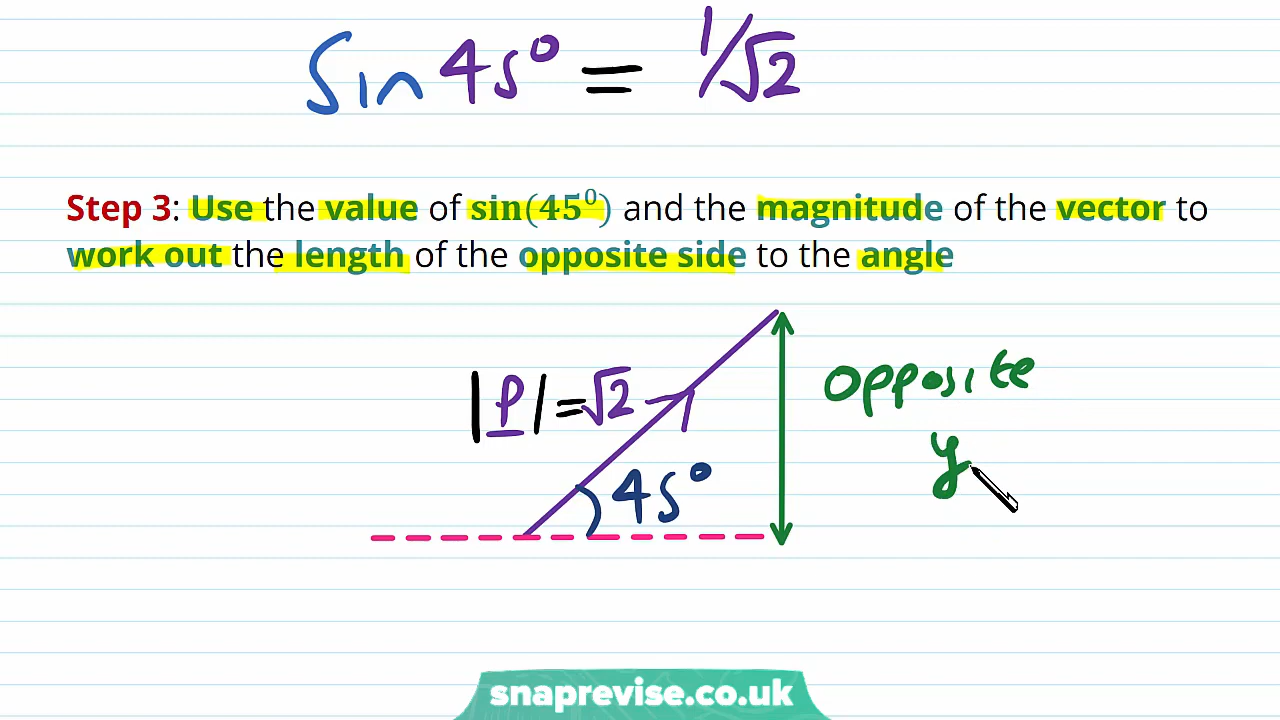 sin 45° = 1/√2
Step 3: Use the value of sin(45⁰) and the magnitude of the vector to
work out the length of the opposite side to the angle
|p| = √2
opposite
y
45°
snaprevise.co.uk